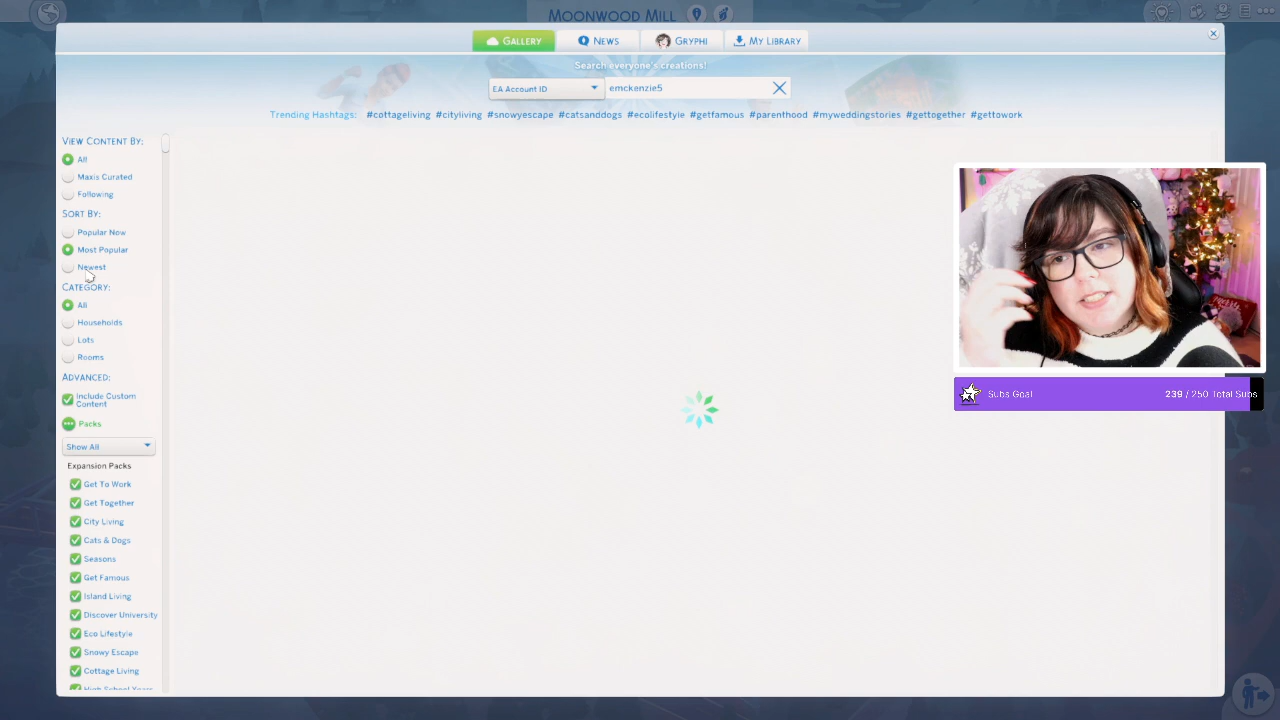 MOONWOOD MILL
GALLERY
NEWS
GRYPHI
MY LIBRARY
Search everyone's creations!
EA Account ID
emckenzie5
Trending Hashtags: #cottageliving #cityliving #snowyescape #catsanddogs #ecolifestyle #getfamous #parenthood #myweddingstories #gettogether #gettowork
VIEW CONTENT BY:
All
Maxis Curated
Following
SORT BY:
Popular Now
Most Popular
Newest
CATEGORY:
All
Households
Lots
Rooms
ADVANCED:
Include Custom
Content
Packs
Show All
Expansion Packs
Get To Work
Get Together
City Living
Cats & Dogs
Seasons
Get Famous
Island Living
Discover University
Eco Lifestyle
Snowy Escape
Cottage Living
High School Years
Subs Goal
239 / 250 Total Subs